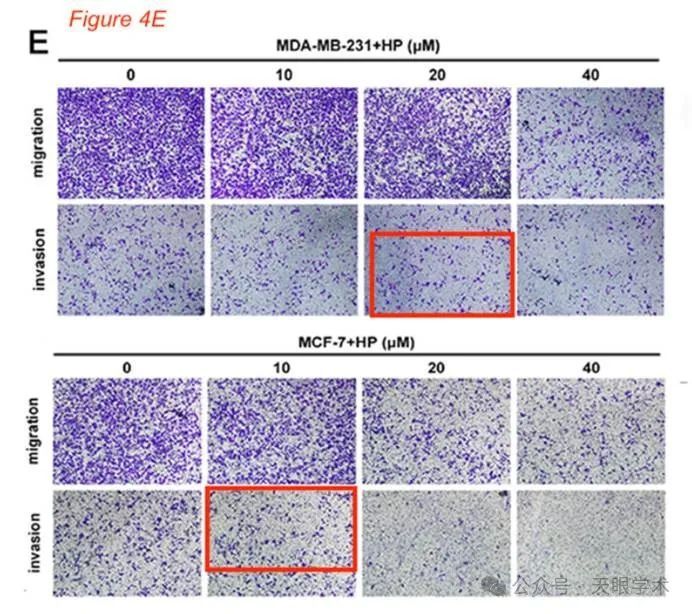 Figure 4E
E
MDA-MB-231+HP (μM)
0 10 20 40
migration
invasion
MCF-7+HP (μM)
0 10 20 40
migration
invasion
公众号 · 天眼学术